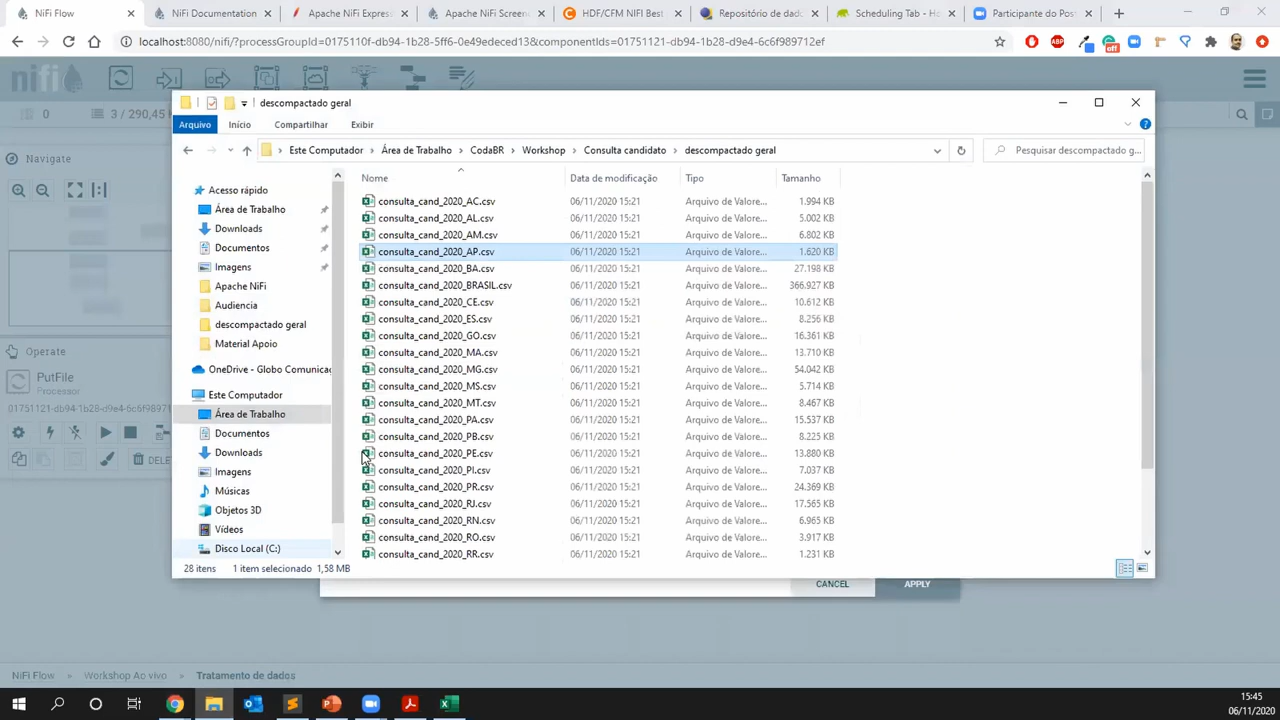 NiFi Flow
NiFi Documentation
Apache NiFi Expres
Apache NiFi Screen
HDF/CFM NIFI Best
Repositório de dad
Scheduling Tab - Ho
Participante do Post
localhost:8080/nifi/?processGroupId=0175110f-db94-1b28-5ff6-0e49edeced13&componentIds=01751121-db94-1b28-d9e4-6c6f989712ef
ABP
off
nifi
0
3 / 290,45
descompactado geral
Arquivo
Início
Compartilhar
Exibir
Este Computador > Área de Trabalho > CodaBR > Workshop > Consulta candidato > descompactado geral
Pesquisar descompactado g...
Navigate
Operate
PutFile
Processor
01751121-db94-1b28-d9e4-6c6f98971
DELE
Acesso rápido
Área de Trabalho
Downloads
Documentos
Imagens
Apache NiFi
Audiencia
descompactado geral
Material Apoio
OneDrive - Globo Comunica
Este Computador
Área de Trabalho
Documentos
Downloads
Imagens
Músicas
Objetos 3D
Vídeos
Disco Local (C:)
Nome Data de modificação Tipo Tamanho
consulta_cand_2020_AC.csv 06/11/2020 15:21 Arquivo de Valore... 1.994 KB
consulta_cand_2020_AL.csv 06/11/2020 15:21 Arquivo de Valore... 5.002 KB
consulta_cand_2020_AM.csv 06/11/2020 15:21 Arquivo de Valore... 6.802 KB
consulta_cand_2020_AP.csv 06/11/2020 15:21 Arquivo de Valore... 1.620 KB
consulta_cand_2020_BA.csv 06/11/2020 15:21 Arquivo de Valore... 27.198 KB
consulta_cand_2020_BRASIL.csv 06/11/2020 15:21 Arquivo de Valore... 366.927 KB
consulta_cand_2020_CE.csv 06/11/2020 15:21 Arquivo de Valore... 10.612 KB
consulta_cand_2020_ES.csv 06/11/2020 15:21 Arquivo de Valore... 8.256 KB
consulta_cand_2020_GO.csv 06/11/2020 15:21 Arquivo de Valore... 16.361 KB
consulta_cand_2020_MA.csv 06/11/2020 15:21 Arquivo de Valore... 13.710 KB
consulta_cand_2020_MG.csv 06/11/2020 15:21 Arquivo de Valore... 54.042 KB
consulta_cand_2020_MS.csv 06/11/2020 15:21 Arquivo de Valore... 5.714 KB
consulta_cand_2020_MT.csv 06/11/2020 15:21 Arquivo de Valore... 8.467 KB
consulta_cand_2020_PA.csv 06/11/2020 15:21 Arquivo de Valore... 15.537 KB
consulta_cand_2020_PB.csv 06/11/2020 15:21 Arquivo de Valore... 8.225 KB
consulta_cand_2020_PE.csv 06/11/2020 15:21 Arquivo de Valore... 13.880 KB
consulta_cand_2020_PI.csv 06/11/2020 15:21 Arquivo de Valore... 7.037 KB
consulta_cand_2020_PR.csv 06/11/2020 15:21 Arquivo de Valore... 24.369 KB
consulta_cand_2020_RJ.csv 06/11/2020 15:21 Arquivo de Valore... 17.565 KB
consulta_cand_2020_RN.csv 06/11/2020 15:21 Arquivo de Valore... 6.965 KB
consulta_cand_2020_RO.csv 06/11/2020 15:21 Arquivo de Valore... 3.917 KB
consulta_cand_2020_RR.csv 06/11/2020 15:21 Arquivo de Valore... 1.231 KB
28 itens 1 item selecionado 1,58 MB
CANCEL
APPLY
NiFi Flow » Workshop Ao vivo » Tratamento de dados
15:45
06/11/2020